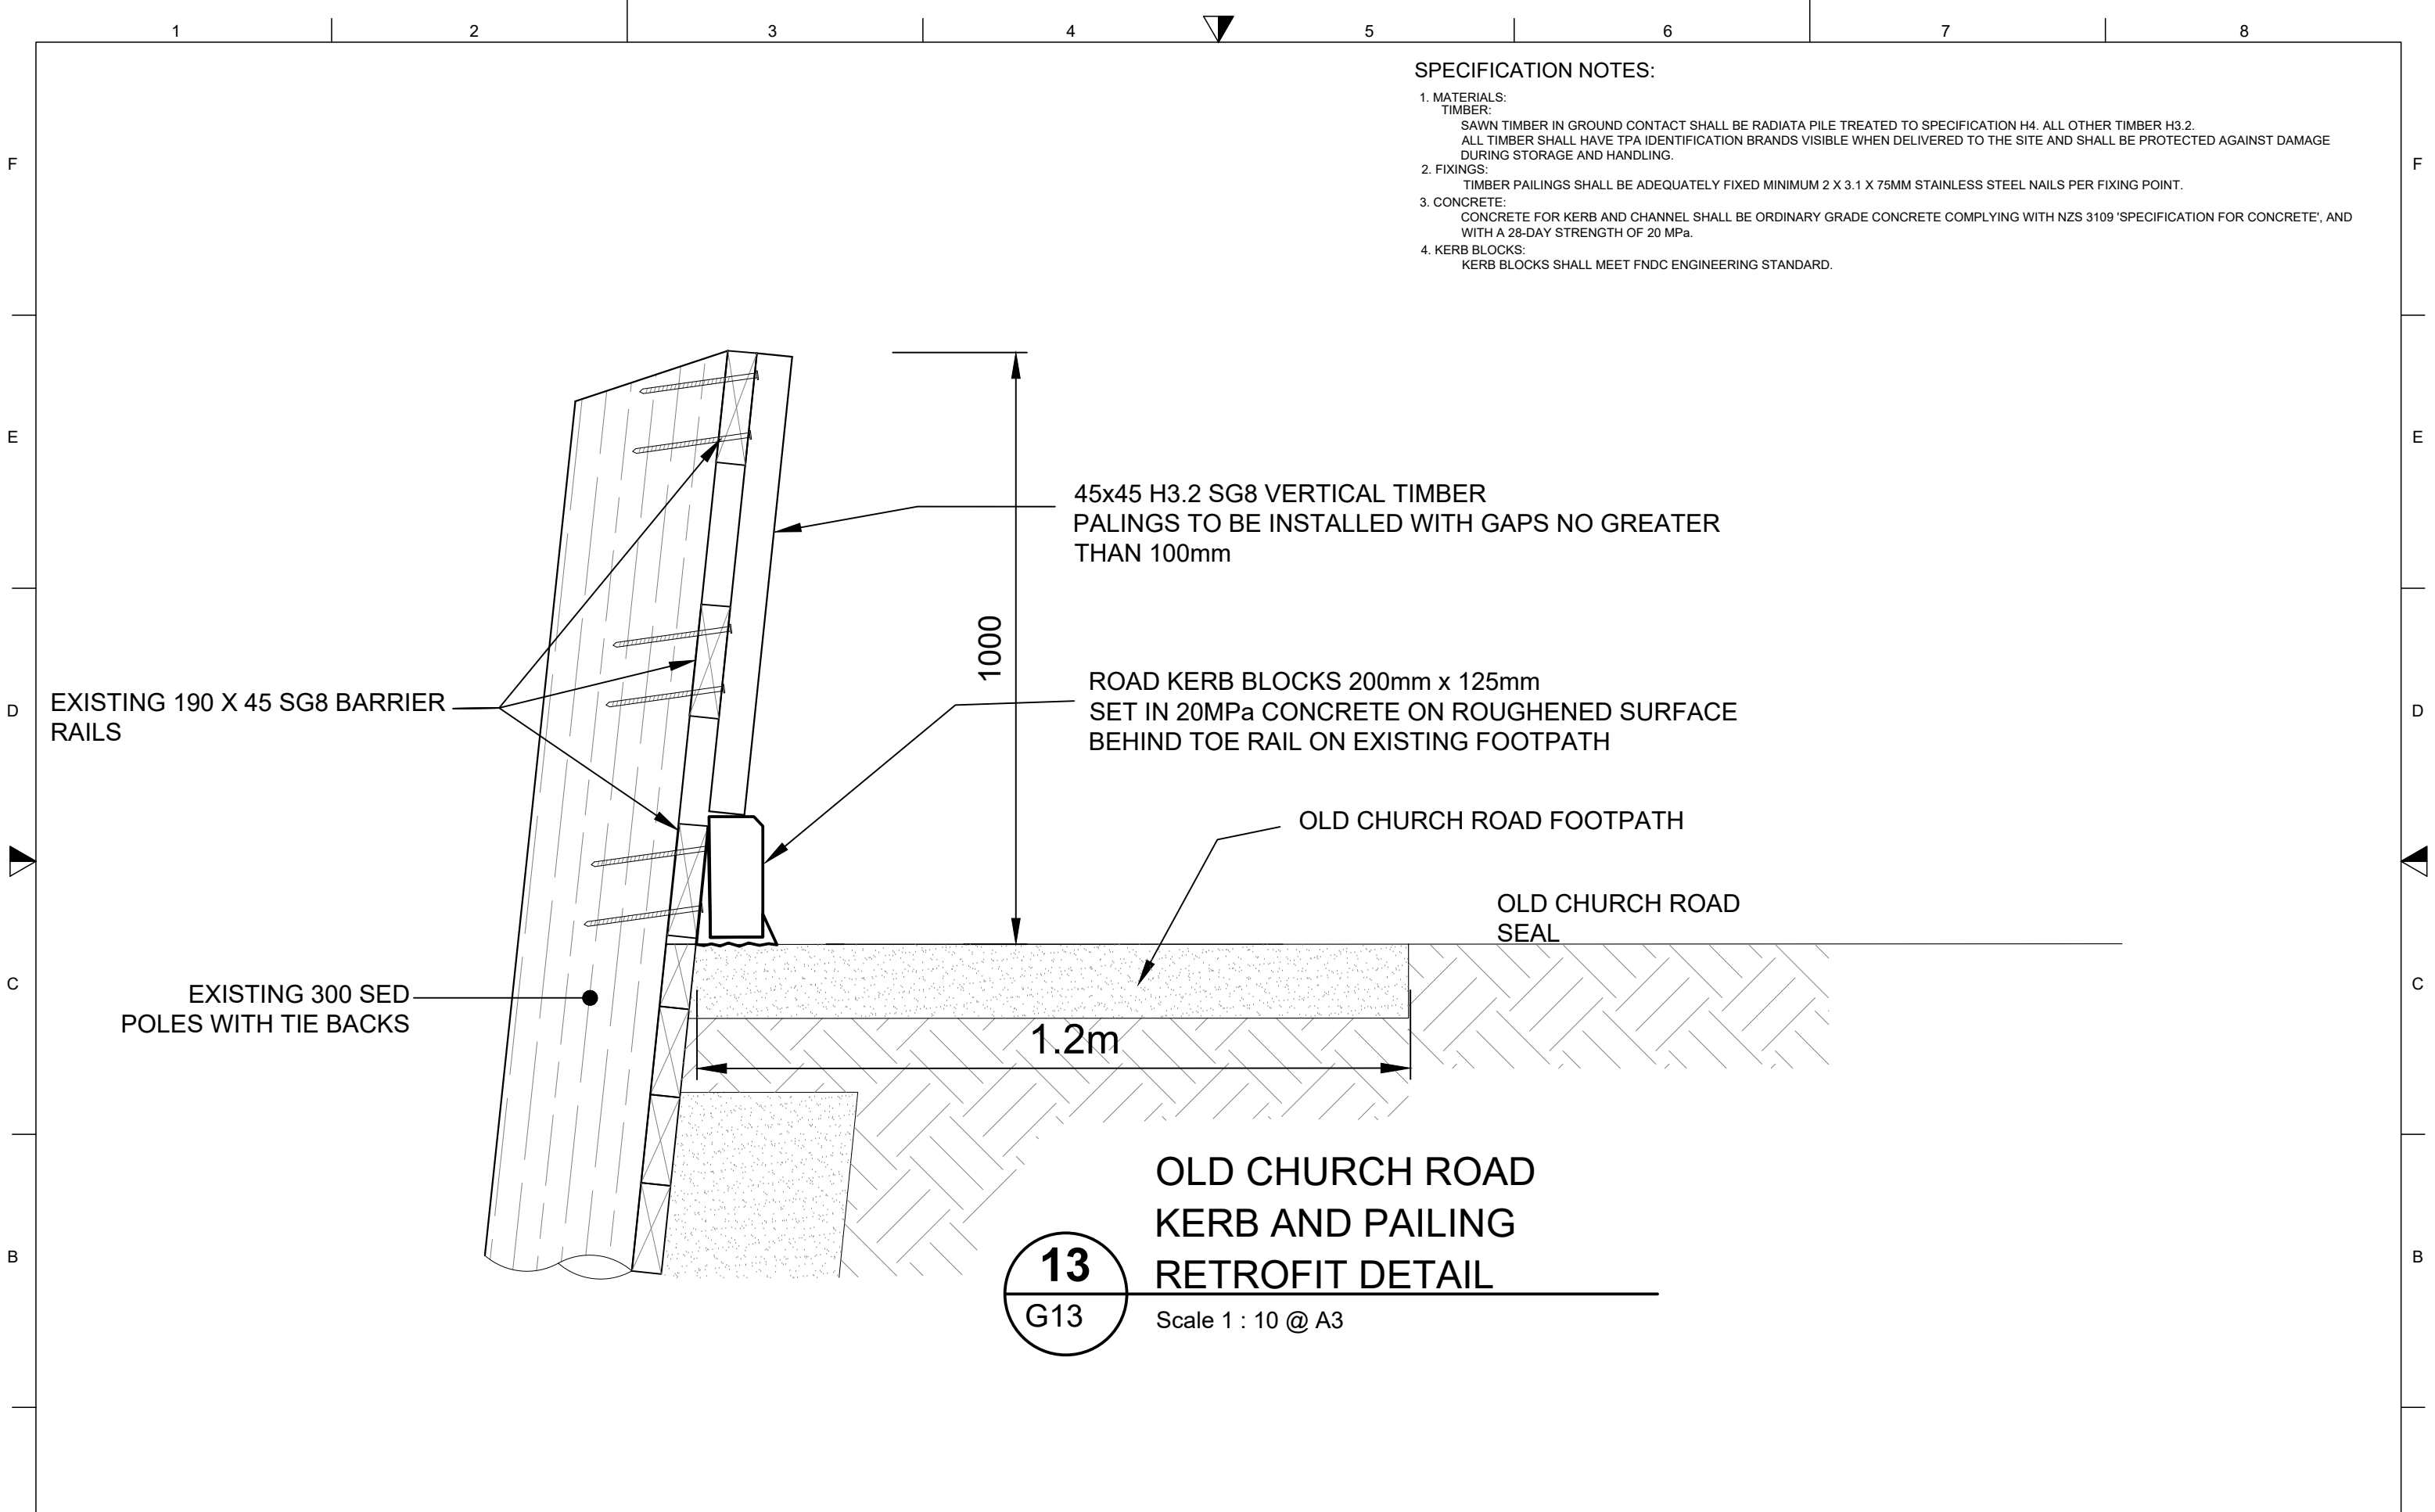 1 2 3 4 5 6 7 8
SPECIFICATION NOTES:
1. MATERIALS:
TIMBER:
SAWN TIMBER IN GROUND CONTACT SHALL BE RADIATA PILE TREATED TO SPECIFICATION H4. ALL OTHER TIMBER H3.2.
ALL TIMBER SHALL HAVE TPA IDENTIFICATION BRANDS VISIBLE WHEN DELIVERED TO THE SITE AND SHALL BE PROTECTED AGAINST DAMAGE
DURING STORAGE AND HANDLING.
2. FIXINGS:
TIMBER PAILINGS SHALL BE ADEQUATELY FIXED MINIMUM 2 X 3.1 X 75MM STAINLESS STEEL NAILS PER FIXING POINT.
3. CONCRETE:
CONCRETE FOR KERB AND CHANNEL SHALL BE ORDINARY GRADE CONCRETE COMPLYING WITH NZS 3109 'SPECIFICATION FOR CONCRETE', AND
WITH A 28-DAY STRENGTH OF 20 MPa.
4. KERB BLOCKS:
KERB BLOCKS SHALL MEET FNDC ENGINEERING STANDARD.
F F
E E
45x45 H3.2 SG8 VERTICAL TIMBER
PALINGS TO BE INSTALLED WITH GAPS NO GREATER
THAN 100mm
1000
ROAD KERB BLOCKS 200mm x 125mm
SET IN 20MPa CONCRETE ON ROUGHENED SURFACE
BEHIND TOE RAIL ON EXISTING FOOTPATH
EXISTING 190 X 45 SG8 BARRIER
RAILS
D D
OLD CHURCH ROAD FOOTPATH
OLD CHURCH ROAD
SEAL
C C
EXISTING 300 SED
POLES WITH TIE BACKS
1.2m
OLD CHURCH ROAD
KERB AND PAILING
RETROFIT DETAIL
13
G13
Scale 1 : 10 @ A3
B B